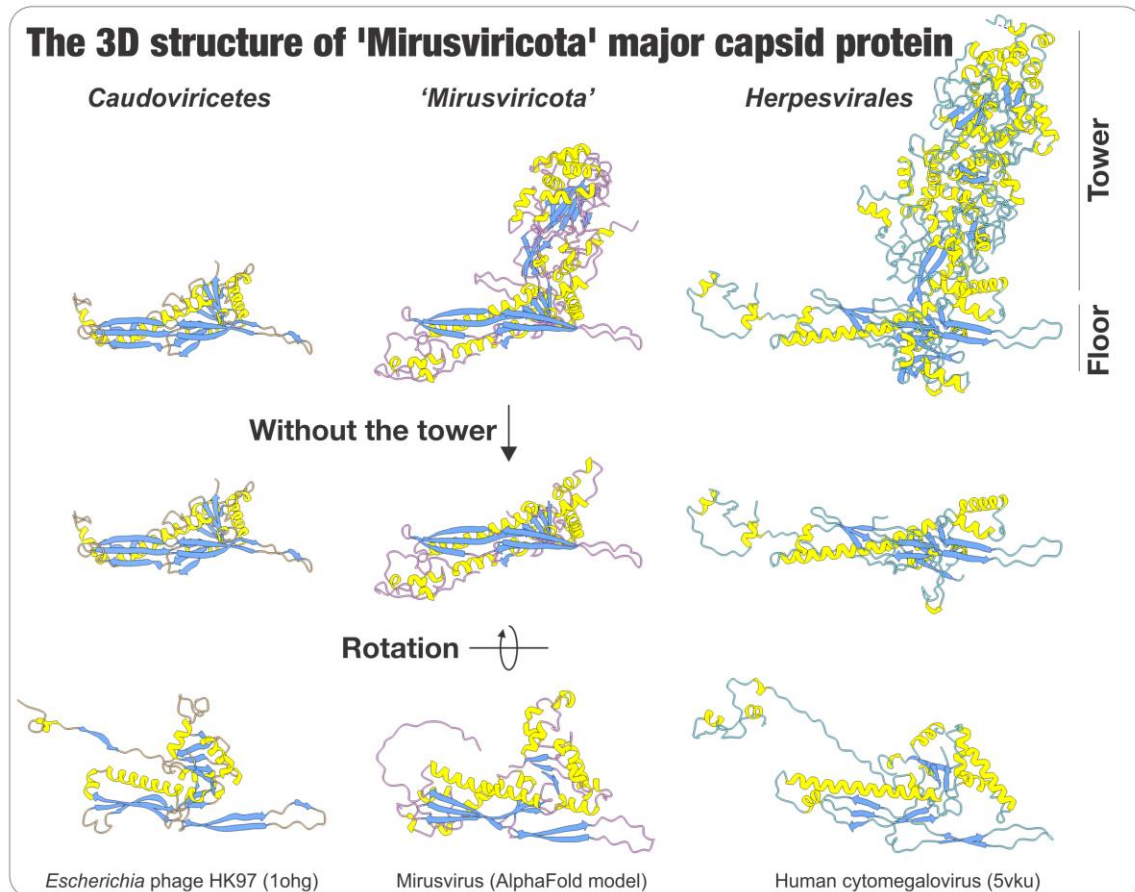 The 3D structure of 'Mirusviricota' major capsid protein
Caudoviricetes
‘Mirusviricota’
Herpesvirales
Tower
Floor
Without the tower
Rotation
Escherichia phage HK97 (1ohg)
Mirusvirus (AlphaFold model)
Human cytomegalovirus (5vku)